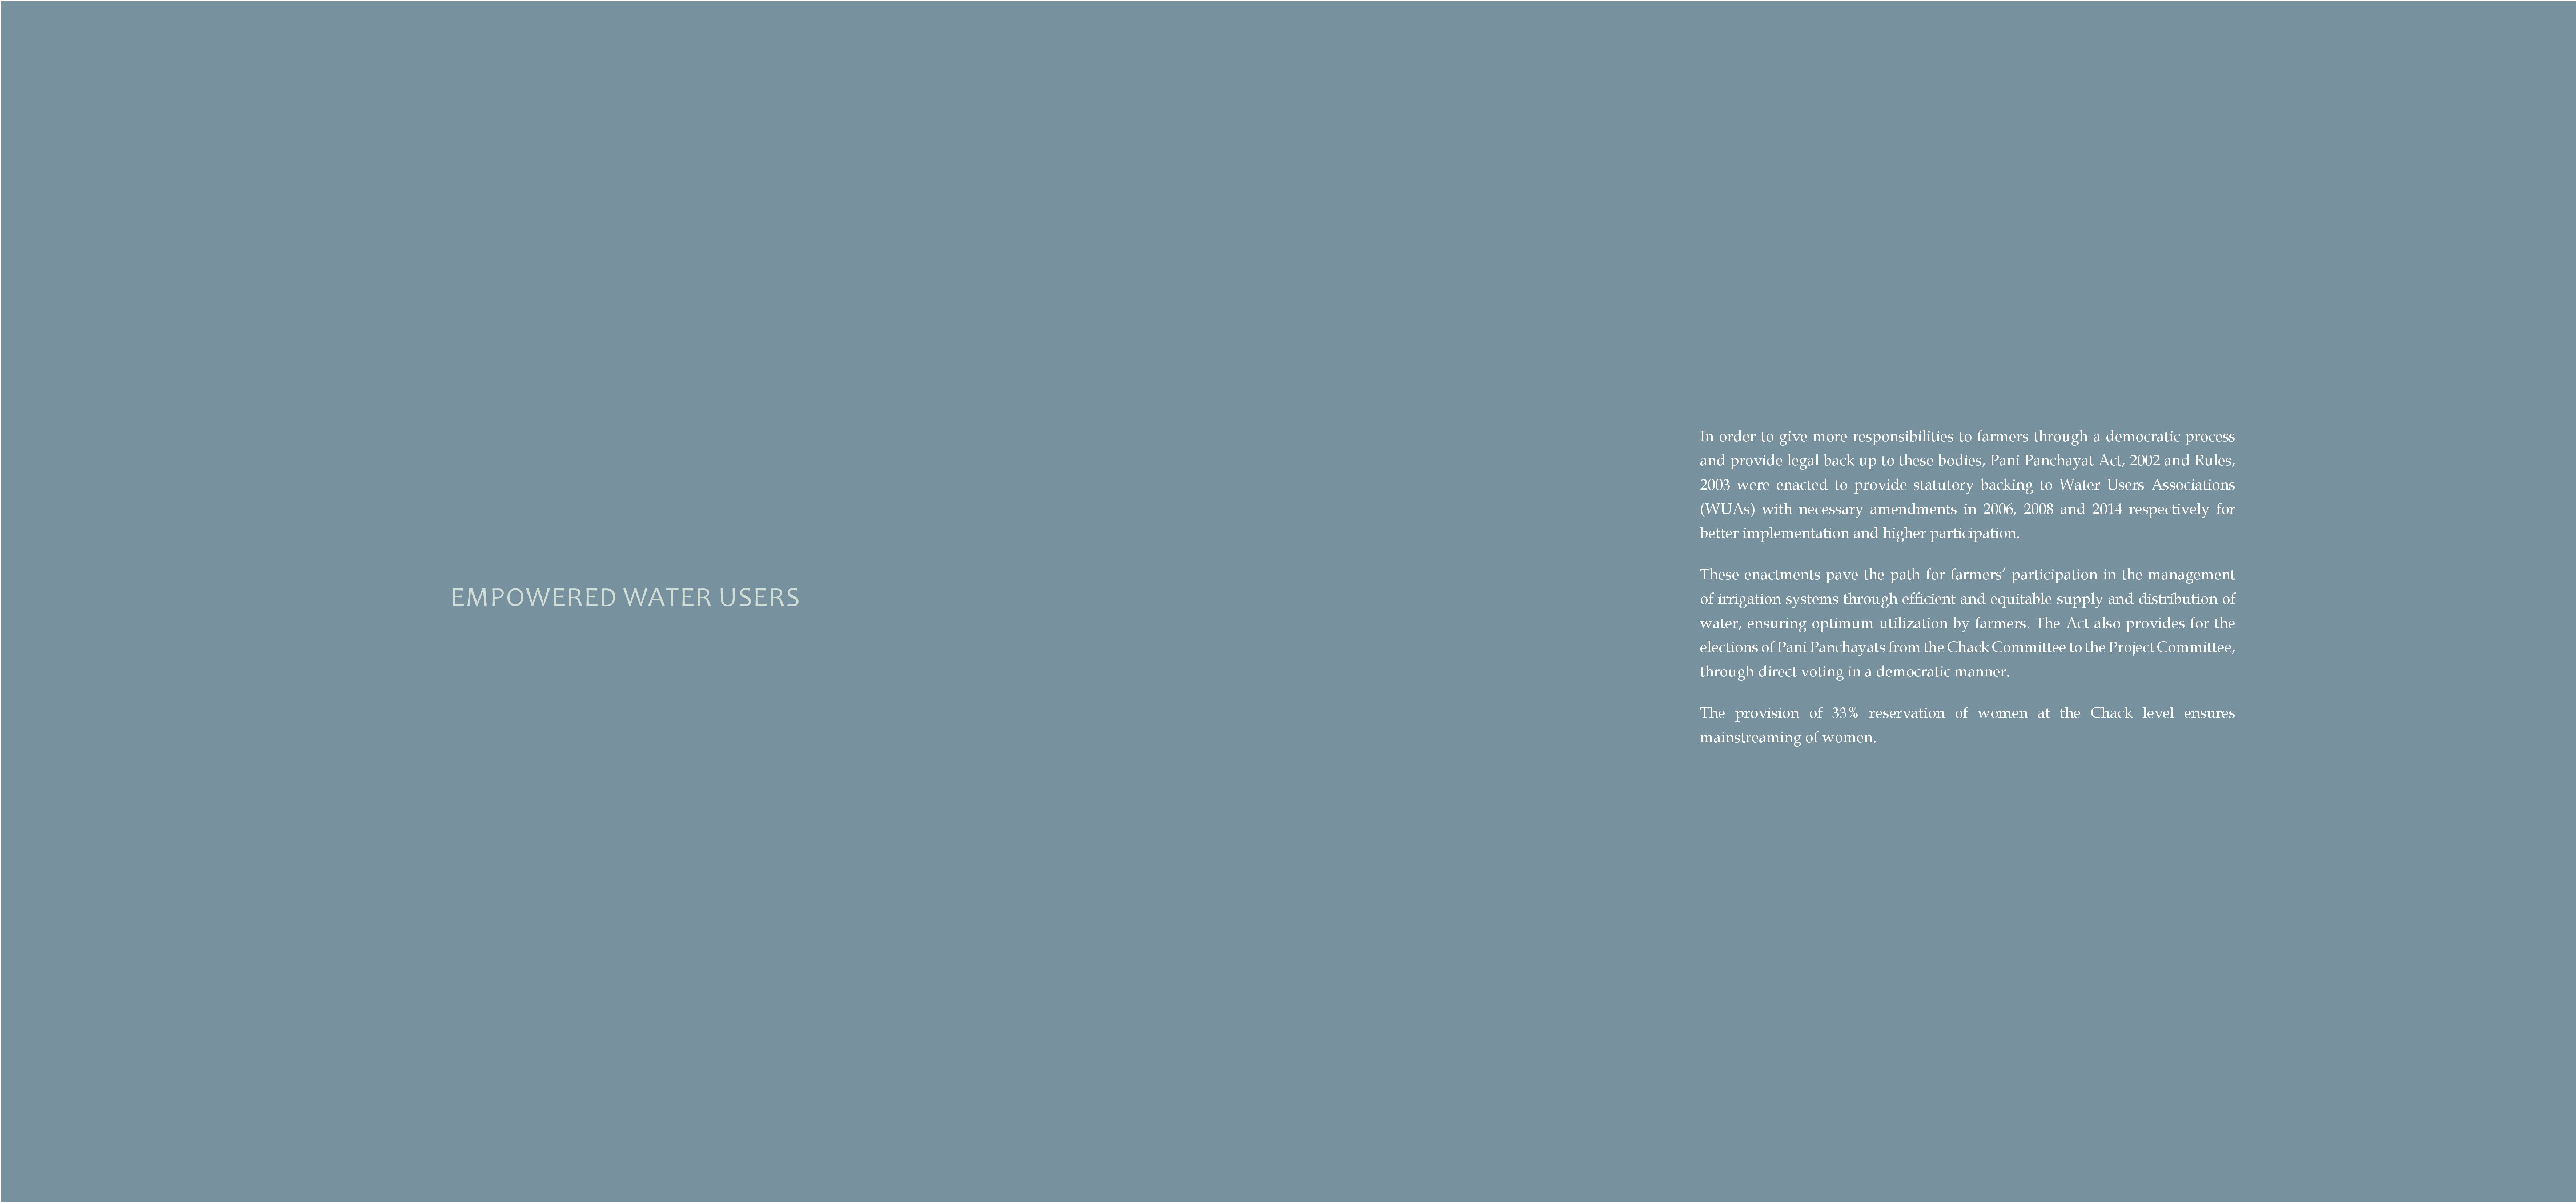 EMPOWERED WATER USERS
In order to give more responsibilities to farmers through a democratic process
and provide legal back up to these bodies, Pani Panchayat Act, 2002 and Rules,
2003 were enacted to provide statutory backing to Water Users Associations
(WUAs) with necessary amendments in 2006, 2008 and 2014 respectively for
better implementation and higher participation.
These enactments pave the path for farmers’ participation in the management
of irrigation systems through efficient and equitable supply and distribution of
water, ensuring optimum utilization by farmers. The Act also provides for the
elections of Pani Panchayats from the Chack Committee to the Project Committee,
through direct voting in a democratic manner.
The provision of 33% reservation of women at the Chack level ensures
mainstreaming of women.